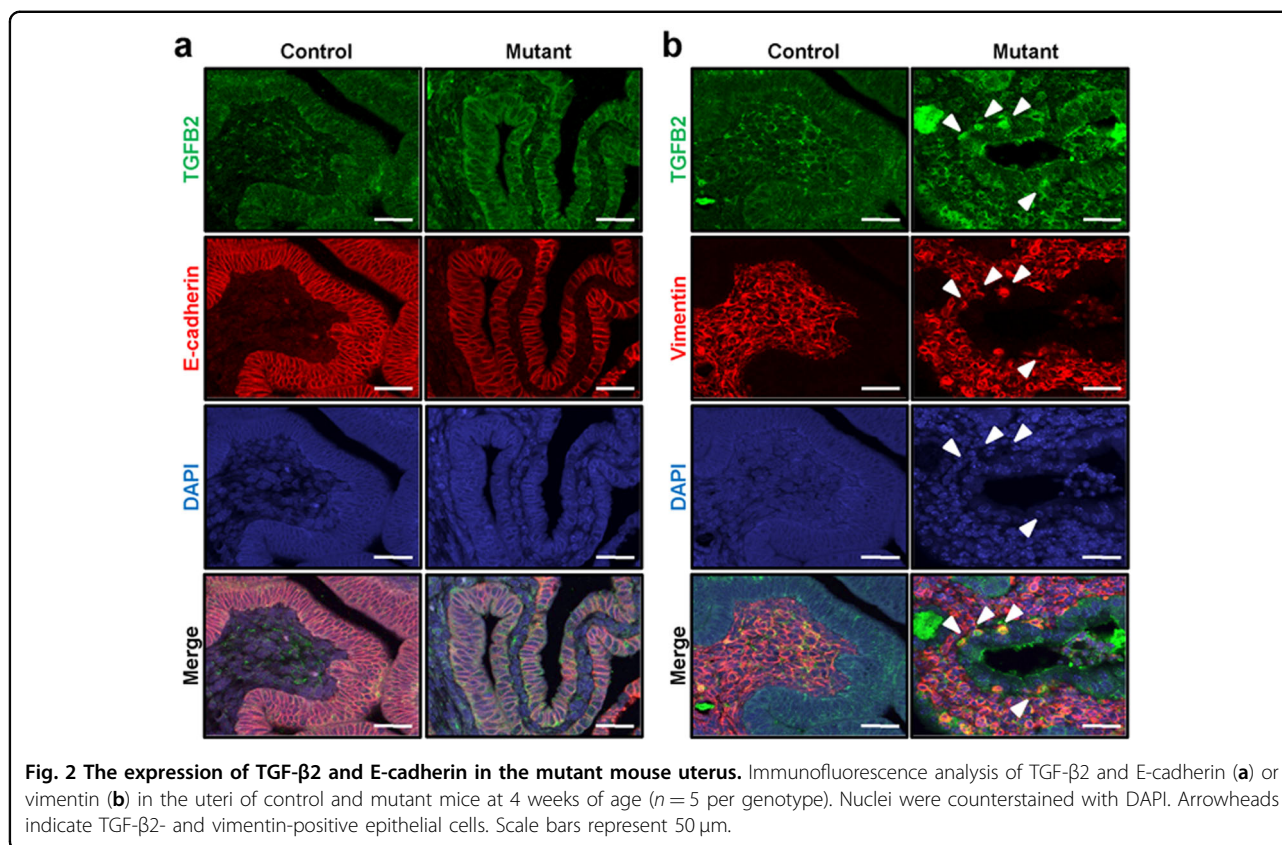 a
Control
Mutant
b
Control
Mutant
TGFB2
TGFB2
E-cadherin
Vimentin
DAPI
DAPI
Merge
Merge
Fig. 2 The expression of TGF-β2 and E-cadherin in the mutant mouse uterus. Immunofluorescence analysis of TGF-β2 and E-cadherin (a) or
vimentin (b) in the uteri of control and mutant mice at 4 weeks of age (n = 5 per genotype). Nuclei were counterstained with DAPI. Arrowheads
indicate TGF-β2- and vimentin-positive epithelial cells. Scale bars represent 50 μm.